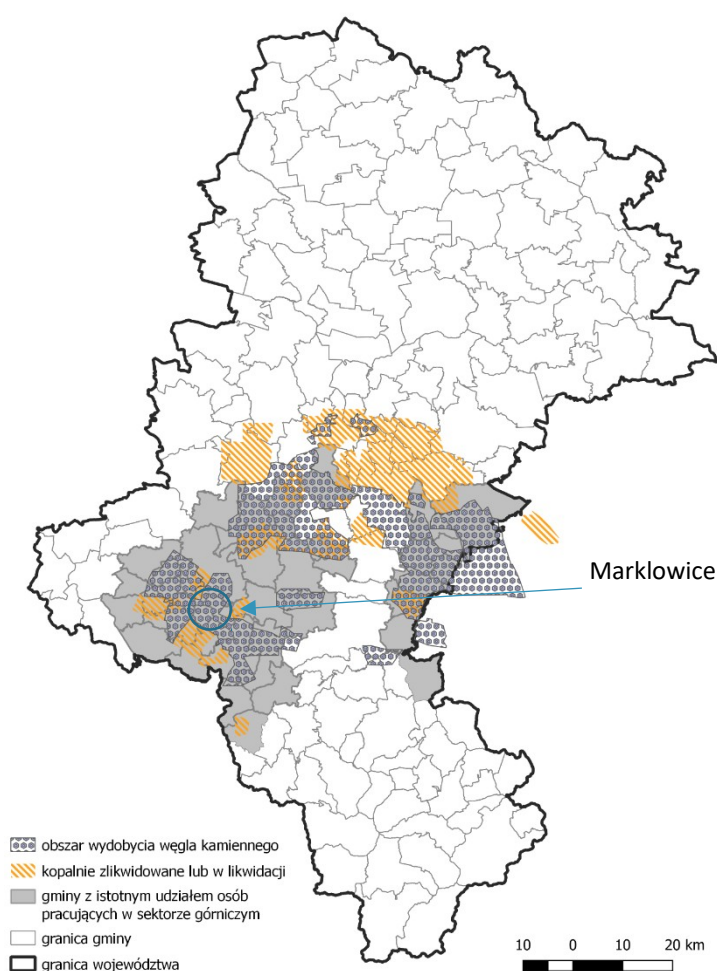 Marklowice
obszar wydobycia węgla kamiennego
kopalnie zlikwidowane lub w likwidacji
gminy z istotnym udziałem osób
pracujących w sektorze górniczym
granica gminy
granica województwa
10 0 10 20 km